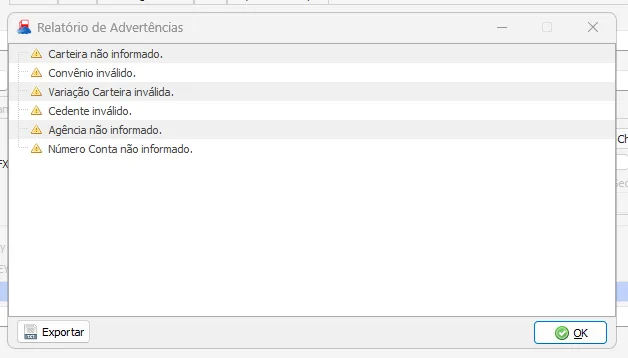 Relatório de Advertências
Carteira não informado.
Convênio inválido.
Variação Carteira inválida.
Cedente inválido.
Agência não informado.
Número Conta não informado.
Exportar
OK